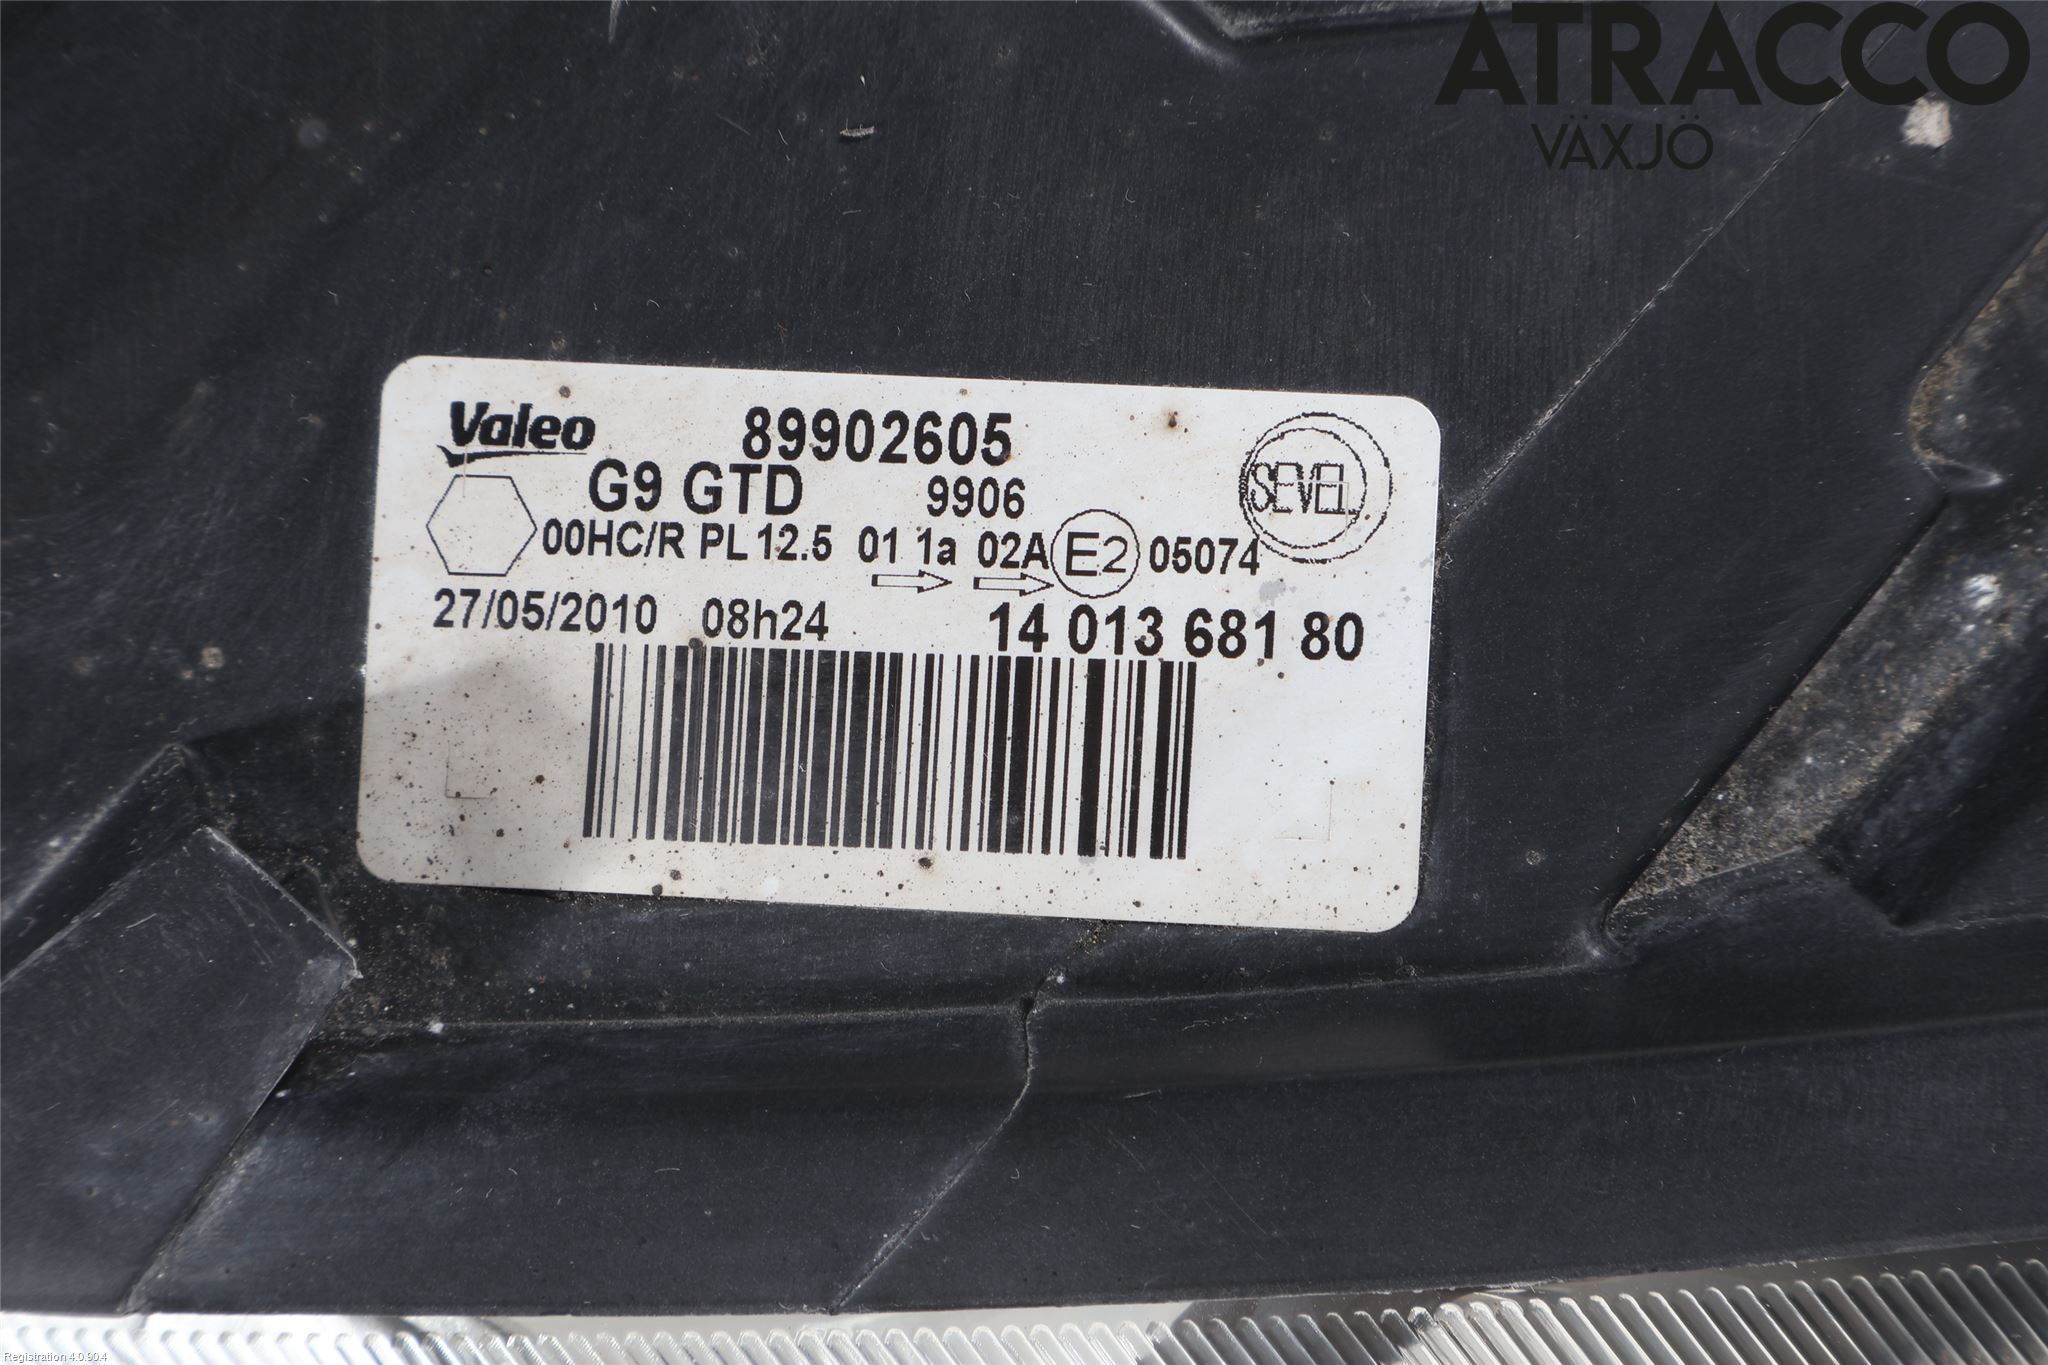 ATRACCO
VÄXJÖ
Valeo 89902605
SEVEL
G9 GTD 9906
00HC/R PL 12.5 01 1a 02A E2 05074
27/05/2010 08h24 14 013 681 80
Registration 4.0.90.4